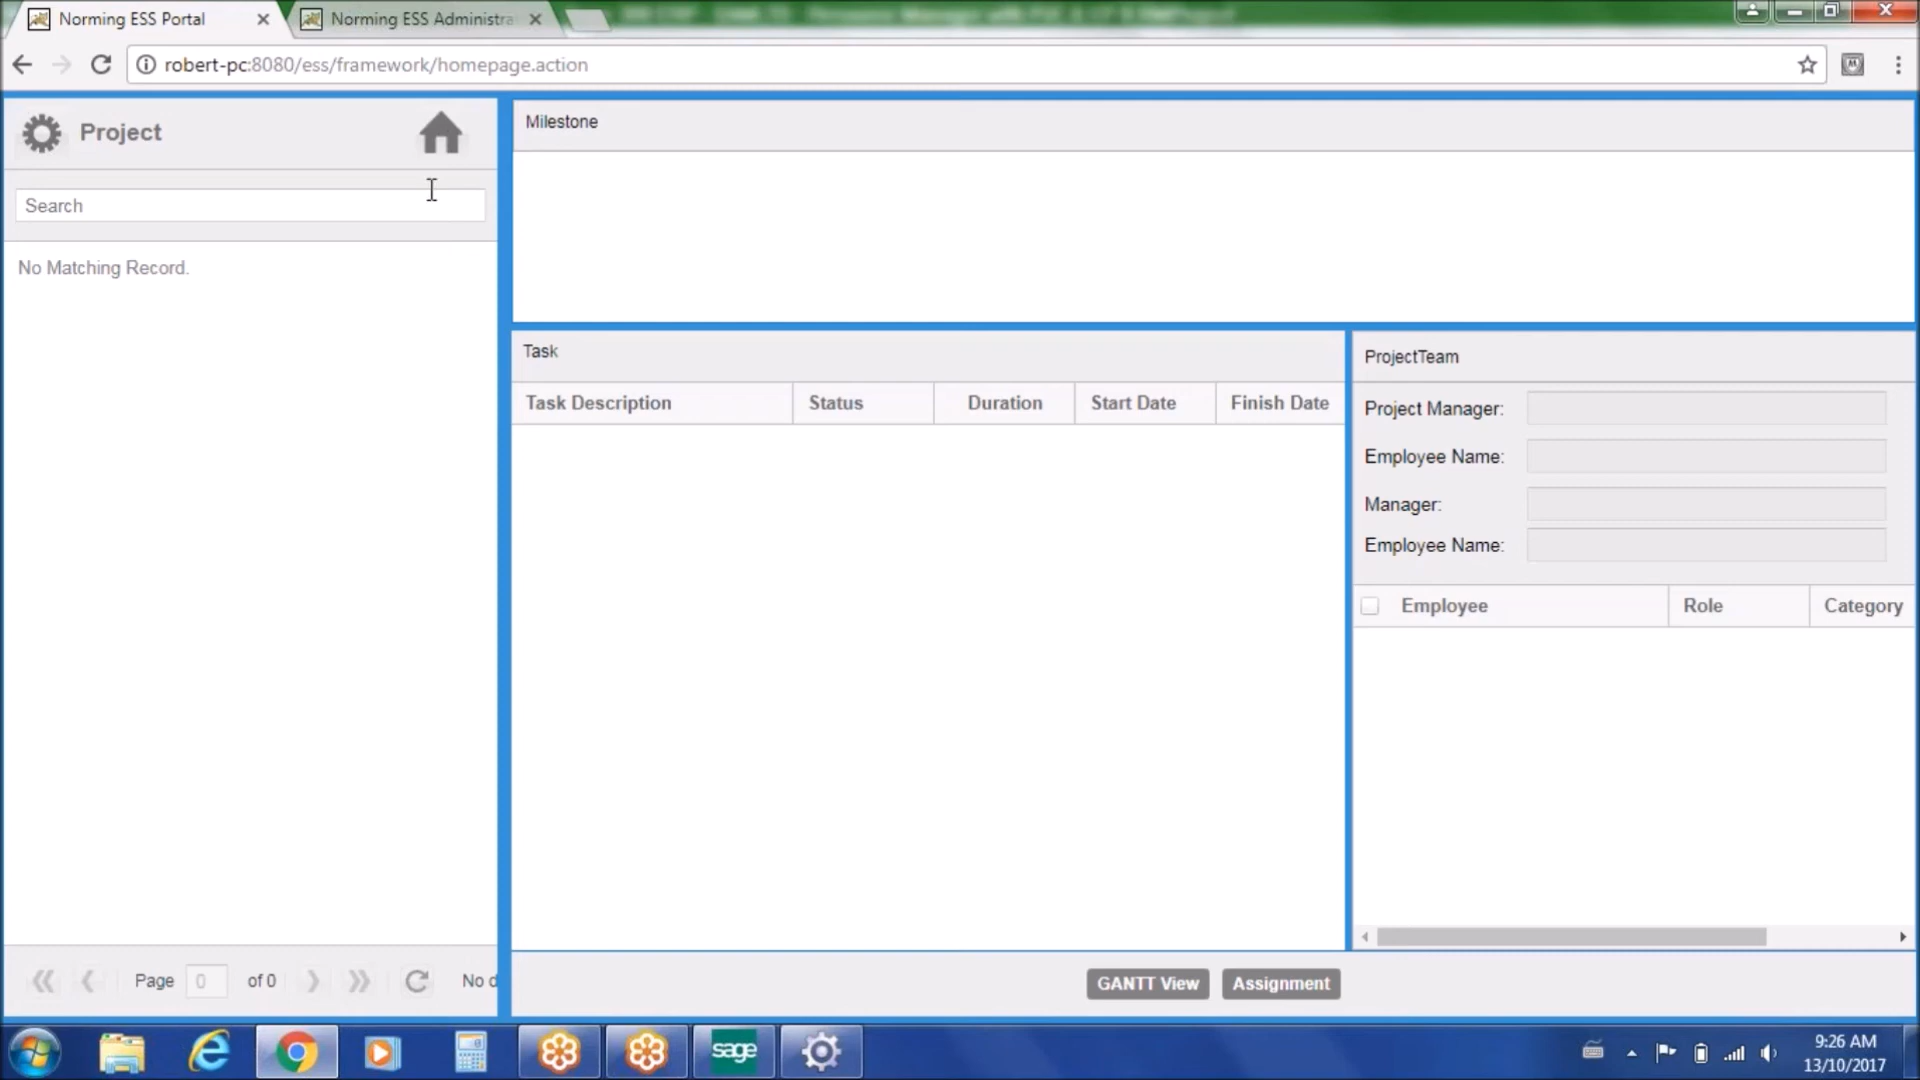 Norming ESS Portal
Norming ESS Administra
robert-pc:8080/ess/framework/homepage.action
Project
Search
No Matching Record.
Milestone
Task
Task Description Status Duration Start Date Finish Date
ProjectTeam
Project Manager:
Employee Name:
Manager:
Employee Name:
Employee Role Category
Page 0 of 0 No d
GANTT View Assignment
sage
9:26 AM
13/10/2017